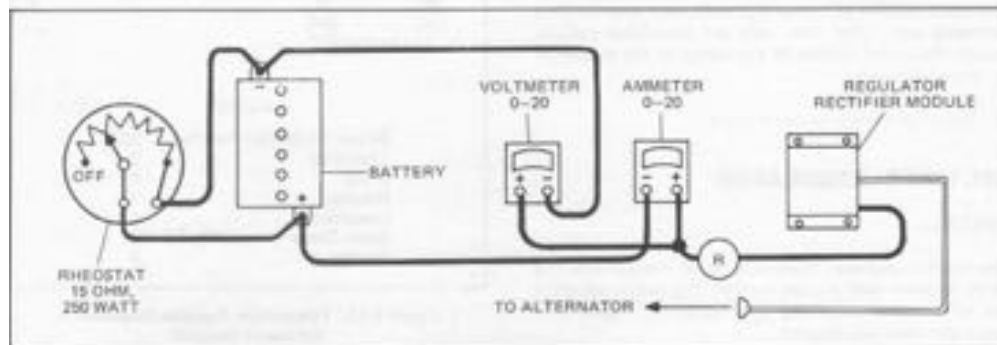 VOLTMETER
0–20
AMMETER
0–20
REGULATOR
RECTIFIER MODULE
−
OFF
BATTERY
+
+ −
− +
R
RHEOSTAT
15 OHM,
250 WATT
TO ALTERNATOR